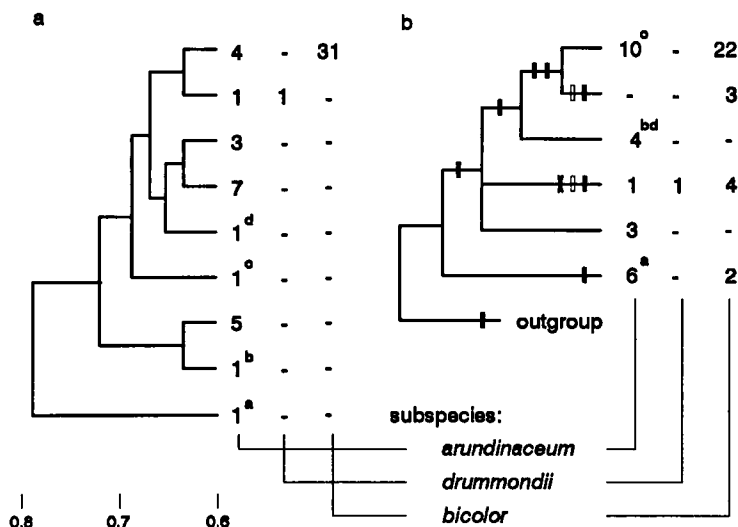 a
4 - 31
1 1 -
3 - -
7 - -
1d - -
1c - -
5 - -
1b - -
1a - -
0.8 0.7 0.6
b
10c - 22
- - 3
4bd - -
1 1 4
3 - -
6a - 2
outgroup
subspecies:
arundinaceum
drummondii
bicolor